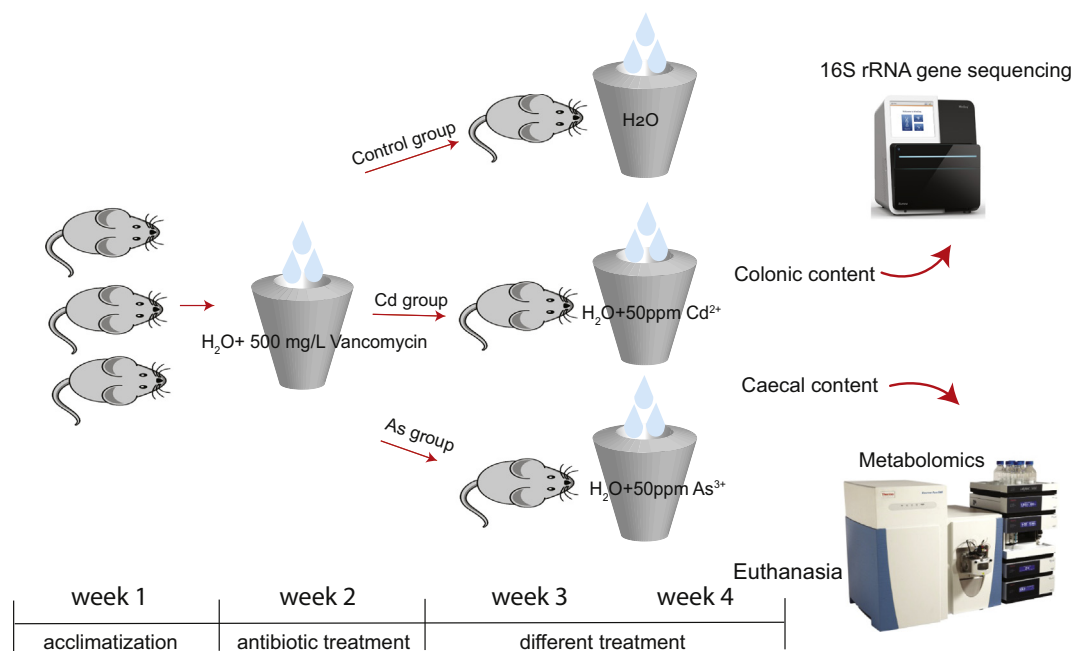 16S rRNA gene sequencing
Control group
H2O
Colonic content
Cd group
H₂O+ 500 mg/L Vancomycin
H₂O+50ppm Cd²⁺
Caecal content
As group
H₂O+50ppm As³⁺
Metabolomics
Euthanasia
week 1
week 2
week 3
week 4
acclimatization
antibiotic treatment
different treatment